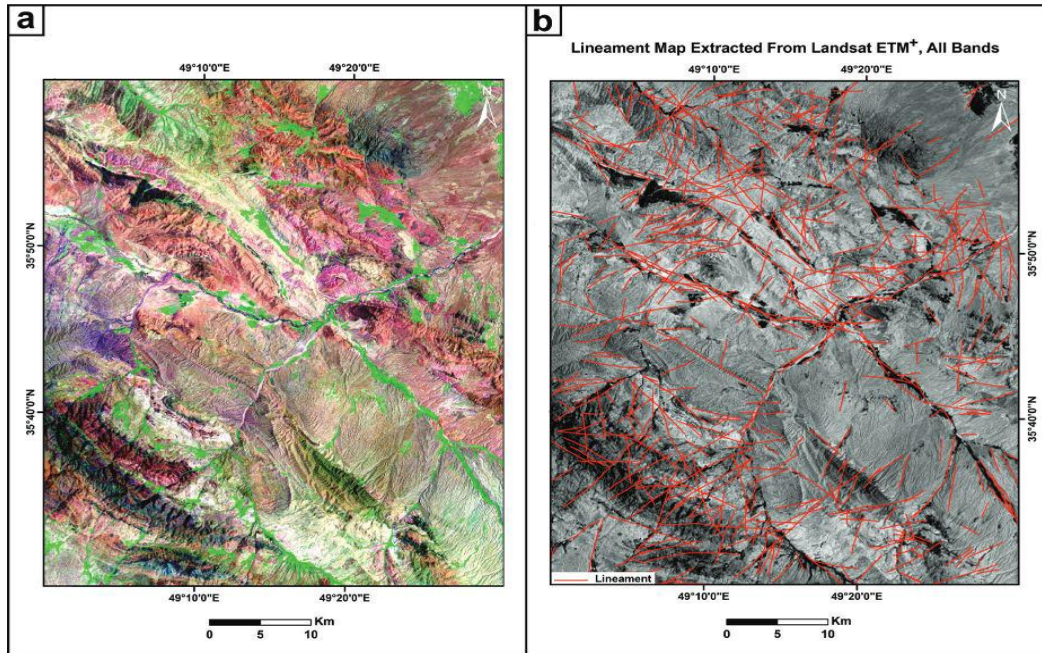 a
49°10'0"E
49°20'0"E
N
35°50'0"N
35°40'0"N
49°10'0"E
49°20'0"E
Km
0
5
10
b
Lineament Map Extracted From Landsat ETM+, All Bands
49°10'0"E
49°20'0"E
N
35°50'0"N
35°40'0"N
Lineament
49°10'0"E
49°20'0"E
Km
0
5
10